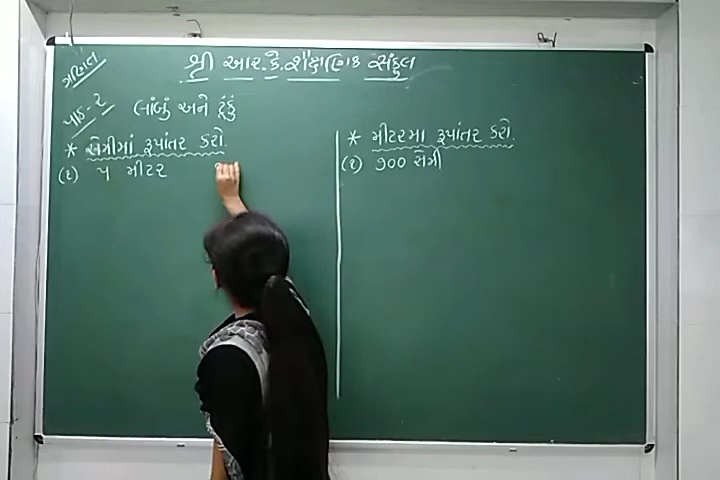 ગણિત
શ્રી આર.કે.શૈક્ષણિક સંકુલ
પાઠ-૨
લાંબું અને ટૂંકું
* સેમીમાં રૂપાંતર કરો.
(૧) ૫ મીટર
* મીટરમા રૂપાંતર કરો.
(૧) ૭૦૦ સેમી